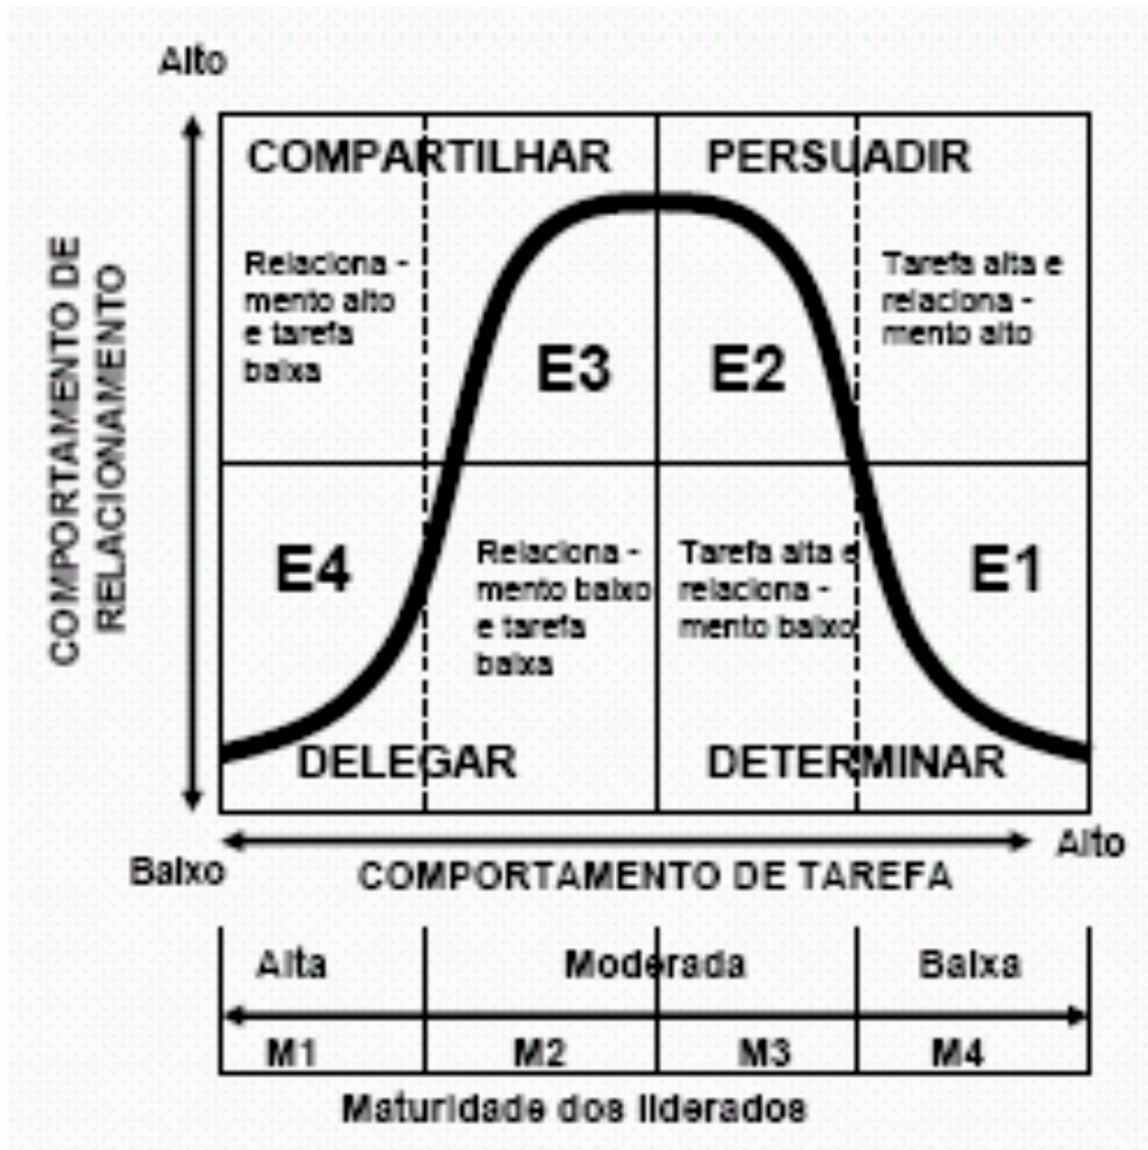 Alto
COMPORTAMENTO DE
RELACIONAMENTO
COMPARTILHAR
PERSUADIR
Relaciona -
mento alto
e tarefa
baixa
E3
E2
Tarefa alta e
relaciona -
mento alto
E4
Relaciona -
mento baixo
e tarefa
baixa
Tarefa alta e
relaciona -
mento baixo
E1
DELEGAR
DETERMINAR
Baixo
Alto
COMPORTAMENTO DE TAREFA
Alta
Moderada
Baixa
M1
M2
M3
M4
Maturidade dos liderados